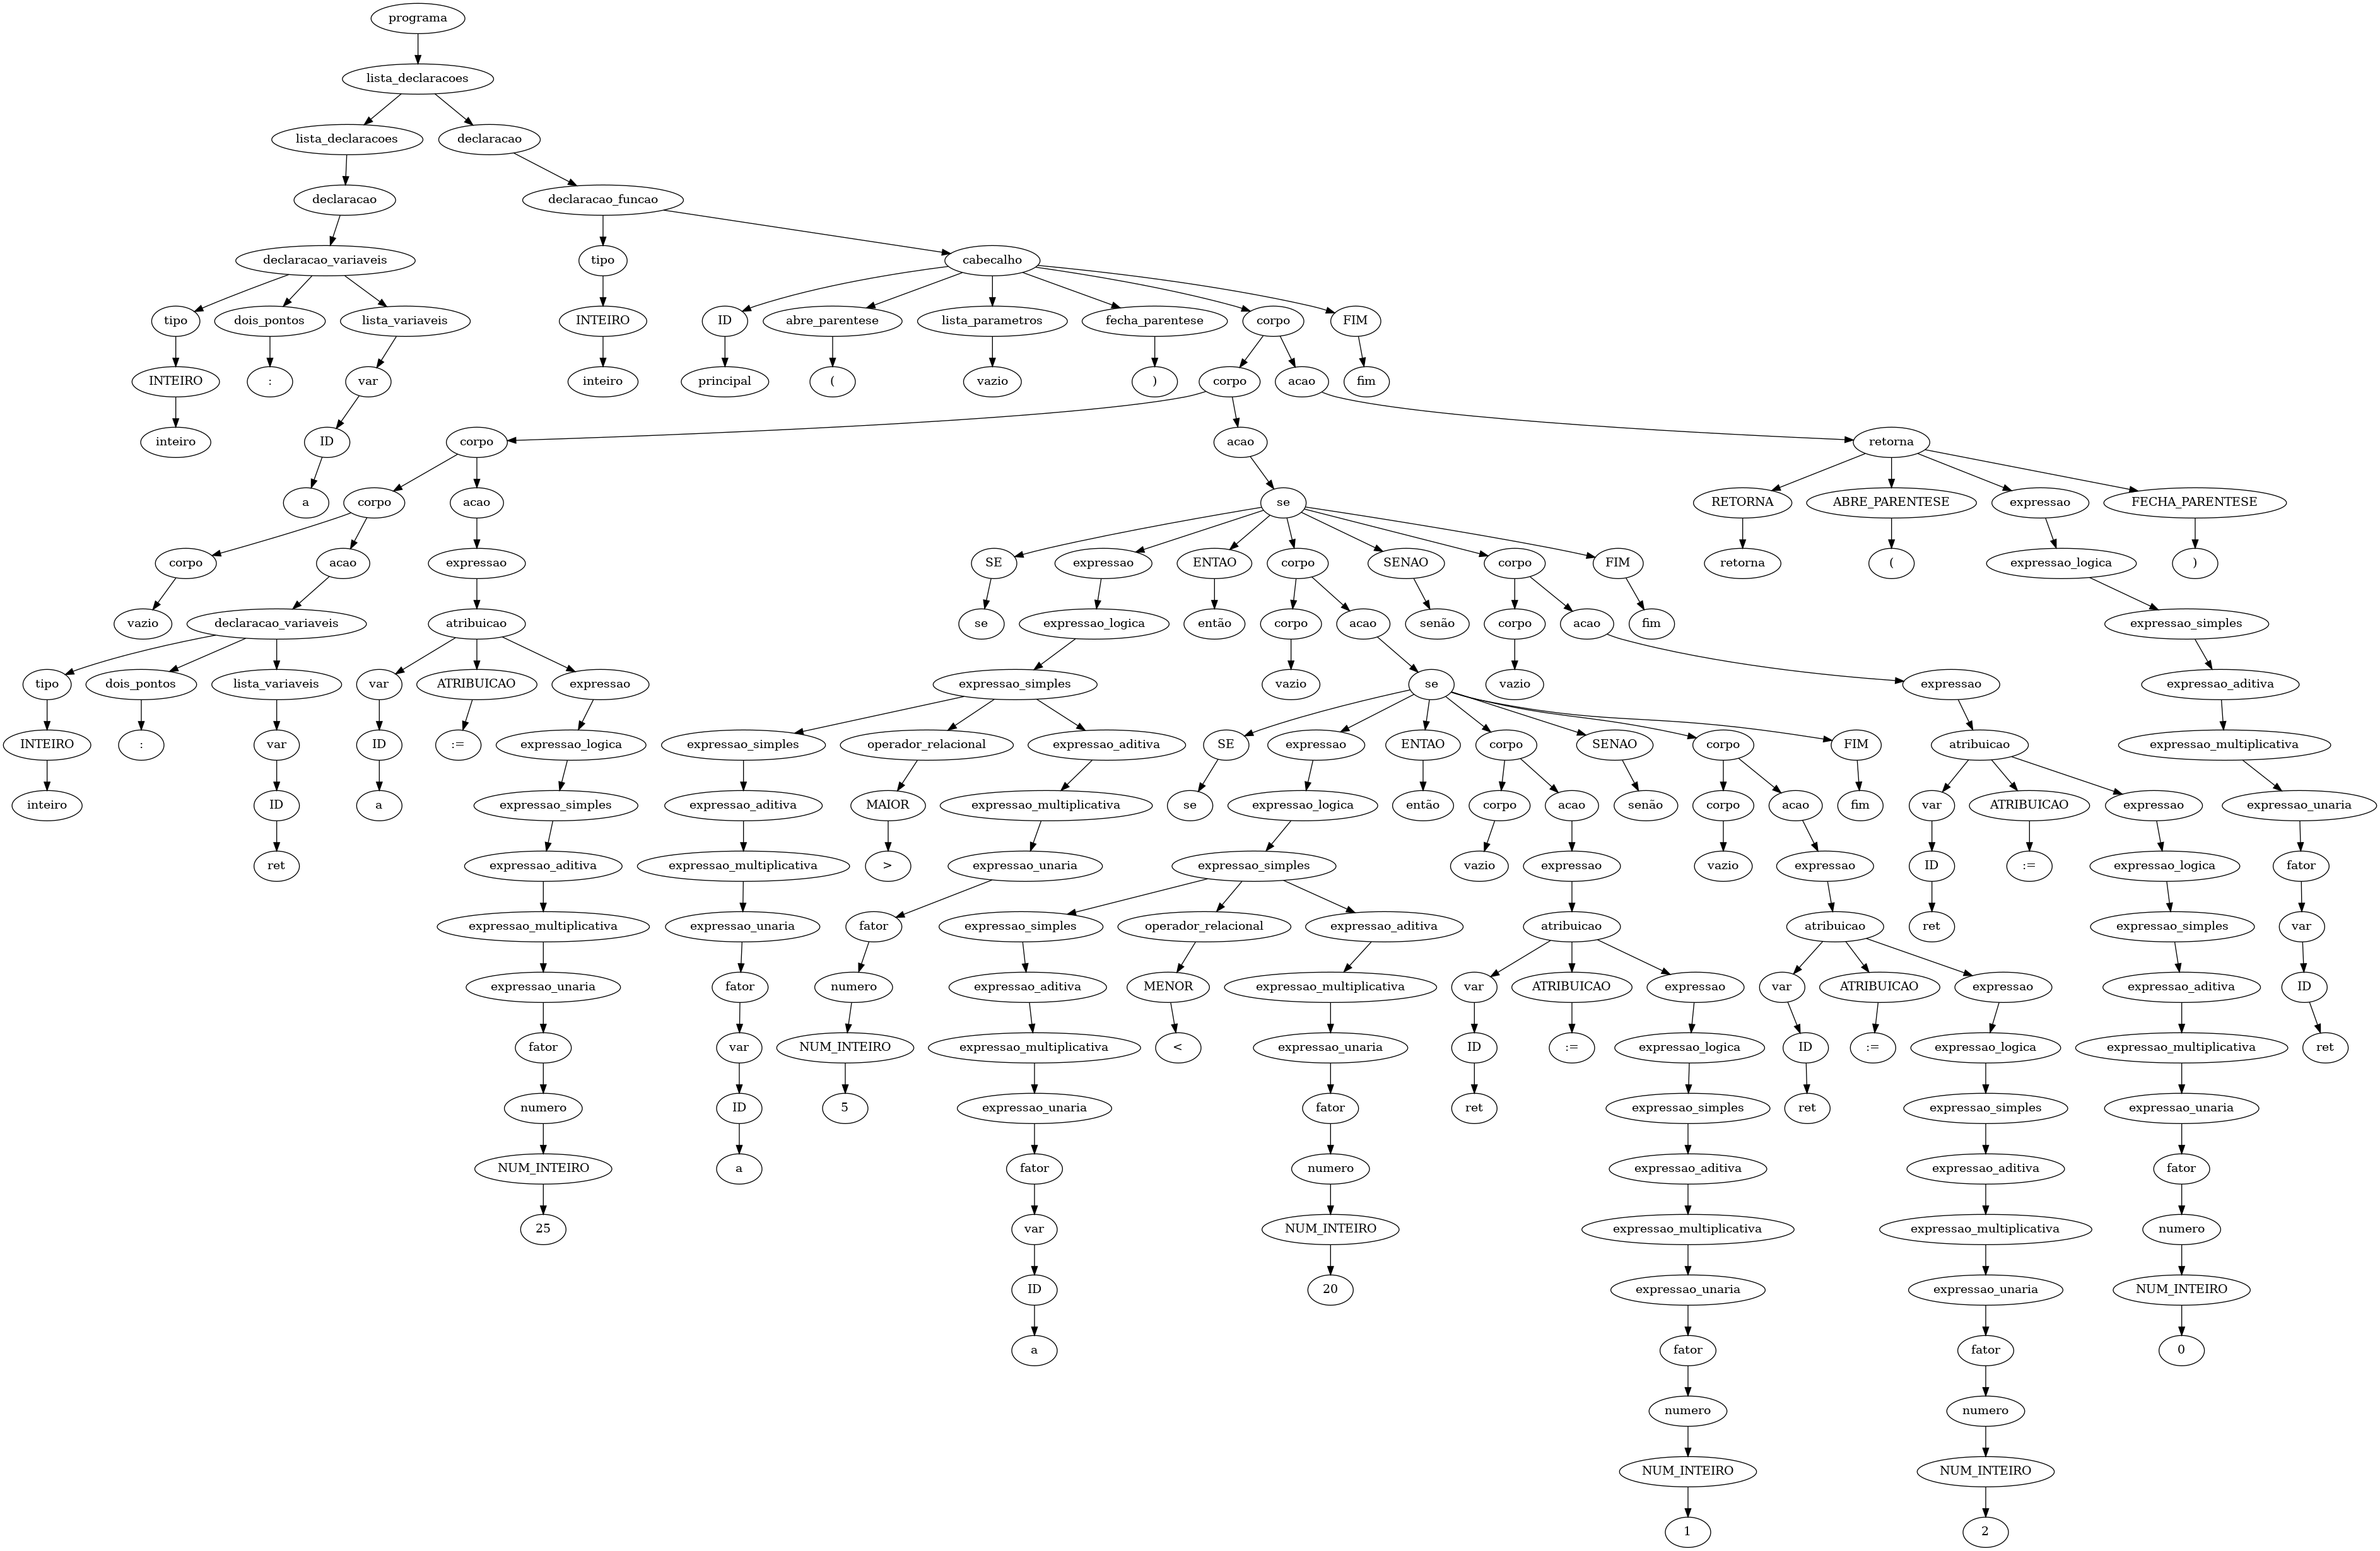 programa
lista_declaracoes
lista_declaracoes declaracao
declaracao declaracao_funcao
declaracao_variaveis tipo cabecalho
tipo dois_pontos lista_variaveis INTEIRO ID abre_parentese lista_parametros fecha_parentese corpo FIM
INTEIRO : var inteiro principal ( vazio ) corpo acao fim
inteiro ID corpo acao retorna
a corpo acao se RETORNA ABRE_PARENTESE expressao FECHA_PARENTESE
corpo acao expressao SE expressao ENTAO corpo SENAO corpo FIM retorna ( expressao_logica )
vazio declaracao_variaveis atribuicao se expressao_logica então corpo acao senão corpo acao fim expressao_simples
tipo dois_pontos lista_variaveis var ATRIBUICAO expressao expressao_simples vazio se vazio expressao expressao_aditiva
INTEIRO : var ID := expressao_logica expressao_simples operador_relacional expressao_aditiva SE expressao ENTAO corpo SENAO corpo FIM atribuicao expressao_multiplicativa
inteiro ID a expressao_simples expressao_aditiva MAIOR expressao_multiplicativa se expressao_logica então corpo acao senão corpo acao fim var ATRIBUICAO expressao expressao_unaria
ret expressao_aditiva expressao_multiplicativa > expressao_unaria expressao_simples vazio expressao vazio expressao ID := expressao_logica fator
expressao_multiplicativa expressao_unaria fator expressao_simples operador_relacional expressao_aditiva atribuicao atribuicao ret expressao_simples var
expressao_unaria fator numero expressao_aditiva MENOR expressao_multiplicativa var ATRIBUICAO expressao var ATRIBUICAO expressao expressao_aditiva ID
fator var NUM_INTEIRO expressao_multiplicativa < expressao_unaria ID := expressao_logica ID := expressao_logica expressao_multiplicativa ret
numero ID 5 expressao_unaria fator ret expressao_simples ret expressao_simples expressao_unaria
NUM_INTEIRO a fator numero expressao_aditiva expressao_aditiva fator
25 var NUM_INTEIRO expressao_multiplicativa expressao_multiplicativa numero
ID 20 expressao_unaria expressao_unaria NUM_INTEIRO
a fator fator 0
numero numero
NUM_INTEIRO NUM_INTEIRO
1 2